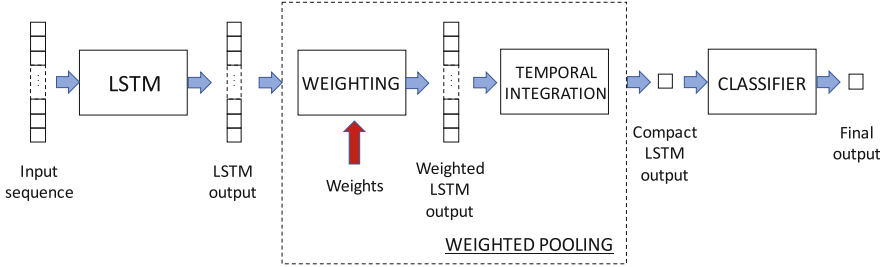 LSTM
WEIGHTING
TEMPORAL
INTEGRATION
CLASSIFIER
Input
sequence
LSTM
output
Weights
Weighted
LSTM
output
Compact
LSTM
output
Final
output
WEIGHTED POOLING